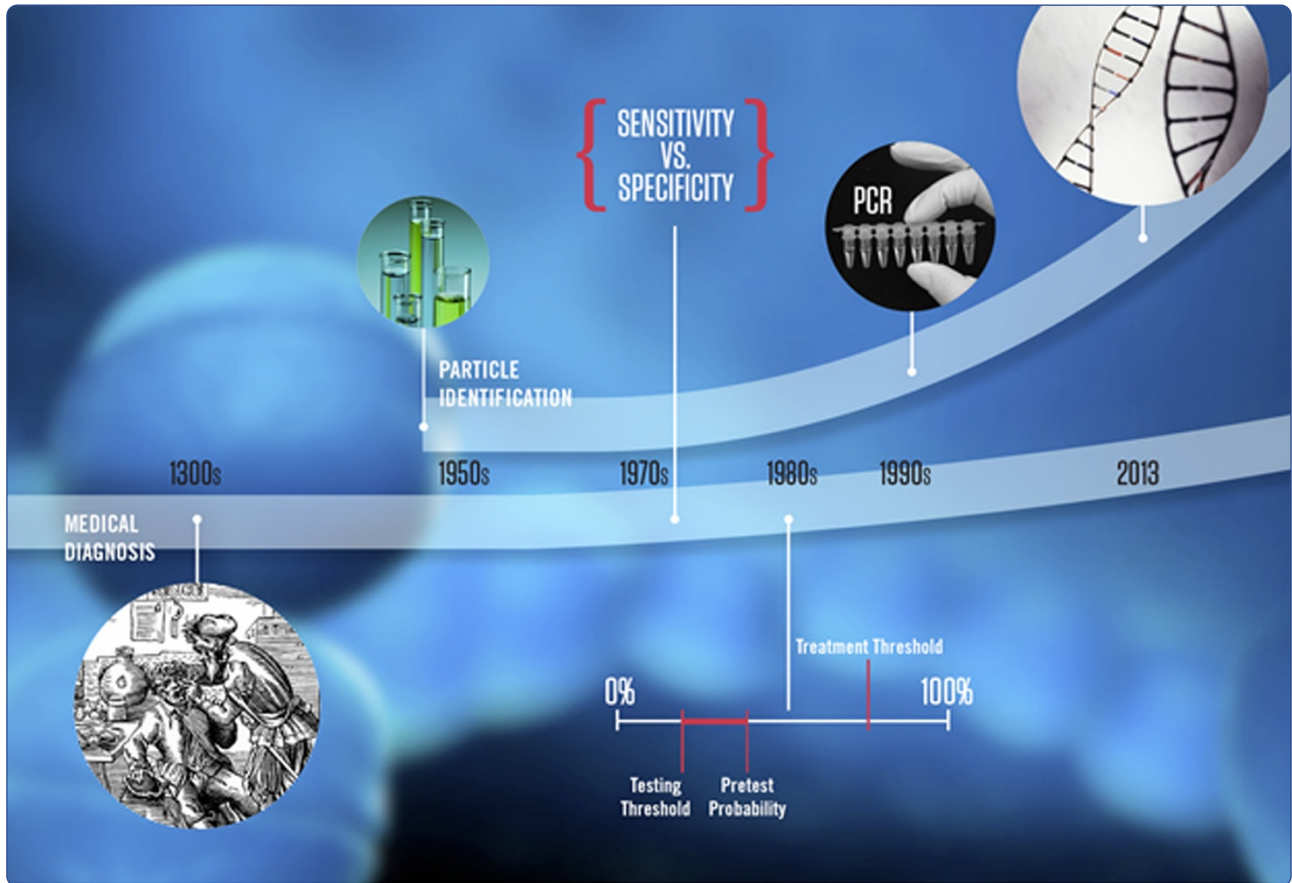 SENSITIVITY
VS.
SPECIFICITY
PCR
PARTICLE
IDENTIFICATION
1300s
1950s
1970s
1980s
1990s
2013
MEDICAL
DIAGNOSIS
Treatment Threshold
0%
100%
Testing
Threshold
Pretest
Probability